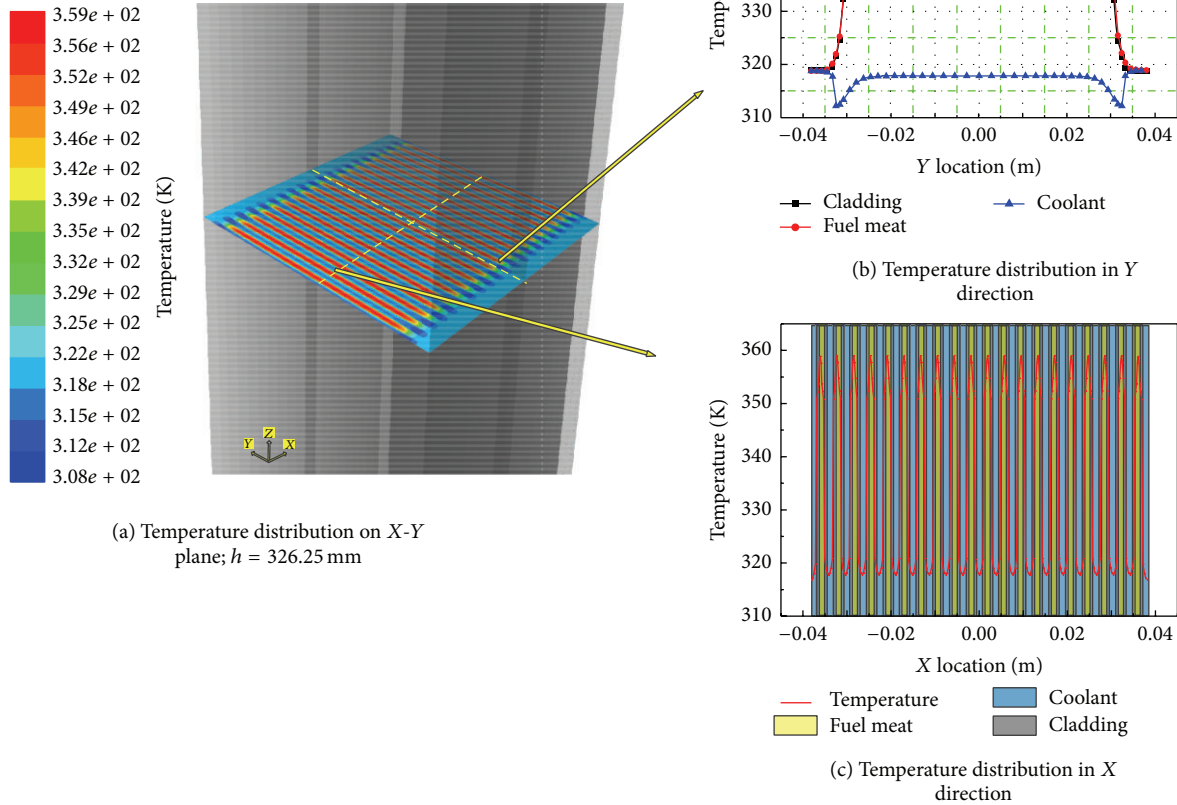 3.59e + 02
3.56e + 02
3.52e + 02
3.49e + 02
3.46e + 02
3.42e + 02
3.39e + 02
3.35e + 02
3.32e + 02
3.29e + 02
3.25e + 02
3.22e + 02
3.18e + 02
3.15e + 02
3.12e + 02
3.08e + 02
Temperature (K)
Y
Z
X
(a) Temperature distribution on X-Y
plane; h = 326.25 mm
330
320
310
−0.04
−0.02
0.00
0.02
0.04
Y location (m)
Cladding
Coolant
Fuel meat
(b) Temperature distribution in Y
direction
Temperature (K)
360
350
340
330
320
310
−0.04
−0.02
0.00
0.02
0.04
X location (m)
Temperature
Coolant
Fuel meat
Cladding
(c) Temperature distribution in X
direction